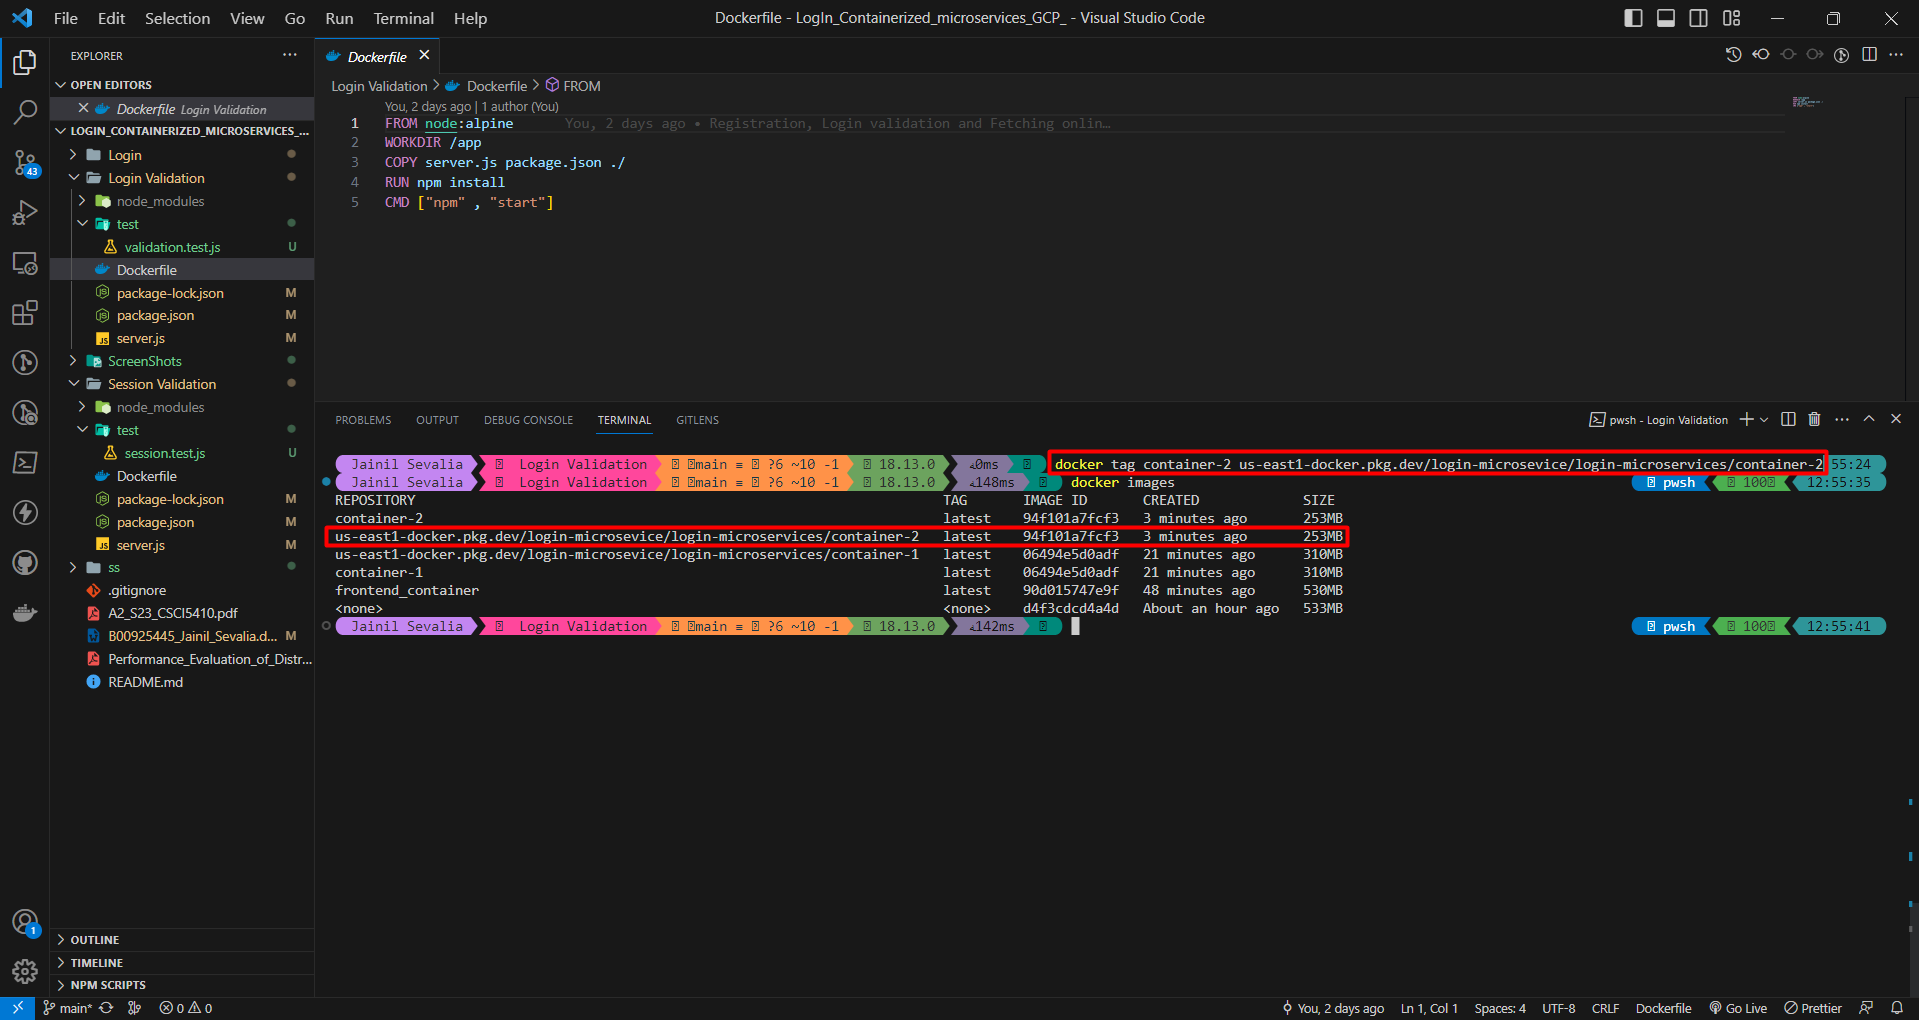 File Edit Selection View Go Run Terminal Help
Dockerfile - LogIn_Containerized_microservices_GCP_ - Visual Studio Code
EXPLORER
OPEN EDITORS
Dockerfile Login Validation
LOGIN_CONTAINERIZED_MICROSERVICES_...
Login
Login Validation
node_modules
test
validation.test.js U
Dockerfile
package-lock.json M
package.json M
server.js M
ScreenShots
Session Validation
node_modules
test
session.test.js U
Dockerfile
package-lock.json M
package.json M
server.js M
ss
.gitignore
A2_S23_CSCI5410.pdf
B00925445_Jainil_Sevalia.d... M
Performance_Evaluation_of_Distr...
README.md
OUTLINE
TIMELINE
NPM SCRIPTS
43
1
Dockerfile
Login Validation > Dockerfile > FROM
You, 2 days ago | 1 author (You)
1 FROM node:alpine You, 2 days ago • Registration, Login validation and Fetching onlin…
2 WORKDIR /app
3 COPY server.js package.json ./
4 RUN npm install
5 CMD ["npm" , "start"]
PROBLEMS OUTPUT DEBUG CONSOLE TERMINAL GITLENS
pwsh - Login Validation
Jainil Sevalia Login Validation main ≡ ?6 ~10 -1 18.13.0 0ms docker tag container-2 us-east1-docker.pkg.dev/login-microsevice/login-microservices/container-2 55:24
Jainil Sevalia Login Validation main ≡ ?6 ~10 -1 18.13.0 148ms docker images pwsh 100 12:55:35
REPOSITORY TAG IMAGE ID CREATED SIZE
container-2 latest 94f101a7fcf3 3 minutes ago 253MB
us-east1-docker.pkg.dev/login-microsevice/login-microservices/container-2 latest 94f101a7fcf3 3 minutes ago 253MB
us-east1-docker.pkg.dev/login-microsevice/login-microservices/container-1 latest 06494e5d0adf 21 minutes ago 310MB
container-1 latest 06494e5d0adf 21 minutes ago 310MB
frontend_container latest 90d015747e9f 48 minutes ago 530MB
<none> <none> d4f3cdcd4a4d About an hour ago 533MB
Jainil Sevalia Login Validation main ≡ ?6 ~10 -1 18.13.0 142ms pwsh 100 12:55:41
main* 0 0
You, 2 days ago Ln 1, Col 1 Spaces: 4 UTF-8 CRLF Dockerfile Go Live Prettier